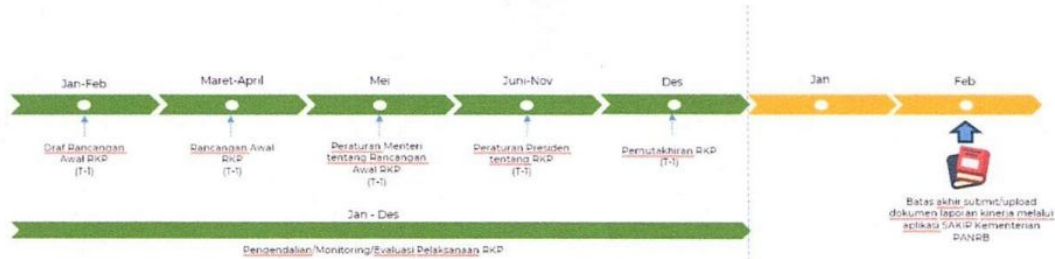 Jan-Feb
Maret-April
Mei
Juni-Nov
Des
Jan
Feb
Draf Rancangan
Awal RKP
(T-1)
Rancangan Awal
RKP
(T-1)
Peraturan Menteri
tentang Rancangan
Awal RKP
(T-1)
Peraturan Presiden
tentang RKP
(T-1)
Pemutakhiran RKP
(T-1)
Batas akhir submit/upload
dokumen laporan kinerja melalui
aplikasi SAKIP Kementerian
PANRB
Jan - Des
Pengendalian/Monitoring/Evaluasi Pelaksanaan RKP